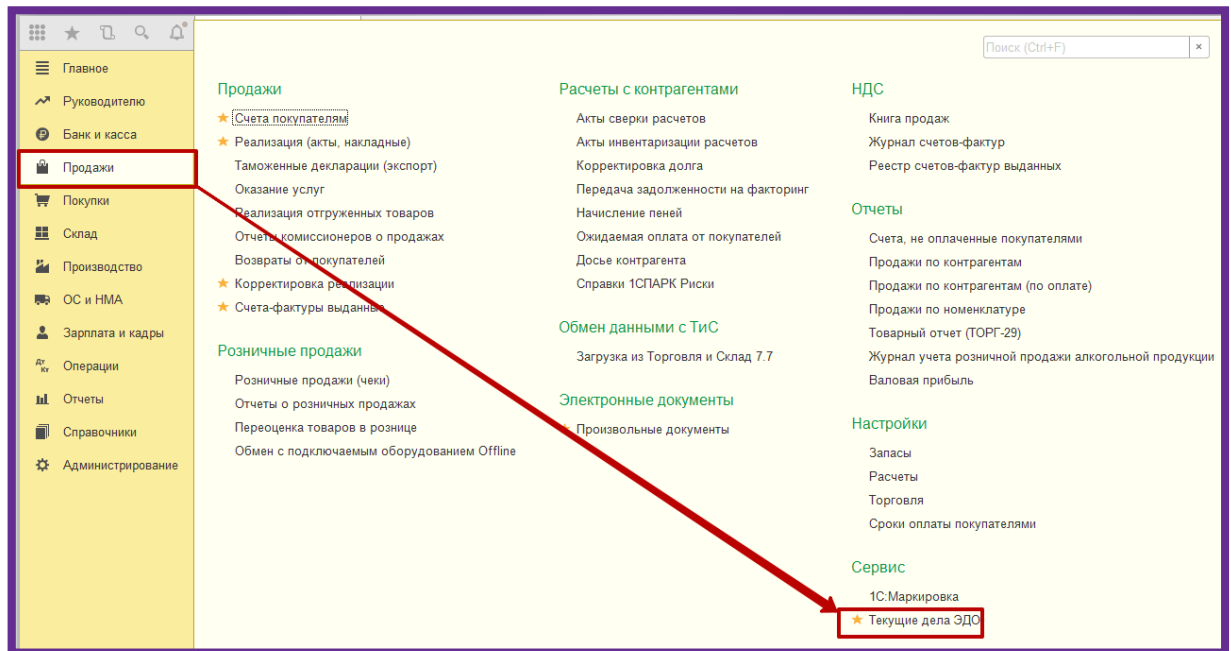 Поиск (Ctrl+F)
×
Главное
Руководителю
Банк и касса
Продажи
Покупки
Склад
Производство
ОС и НМА
Зарплата и кадры
Дт Кт
Операции
Отчеты
Справочники
Администрирование
Продажи
Счета покупателям
Реализация (акты, накладные)
Таможенные декларации (экспорт)
Оказание услуг
Реализация отгруженных товаров
Отчеты комиссионеров о продажах
Возвраты от покупателей
Корректировка реализации
Счета-фактуры выданные
Розничные продажи
Розничные продажи (чеки)
Отчеты о розничных продажах
Переоценка товаров в рознице
Обмен с подключаемым оборудованием Offline
Расчеты с контрагентами
Акты сверки расчетов
Акты инвентаризации расчетов
Корректировка долга
Передача задолженности на факторинг
Начисление пеней
Ожидаемая оплата от покупателей
Досье контрагента
Справки 1СПАРК Риски
Обмен данными с ТиС
Загрузка из Торговля и Склад 7.7
Электронные документы
Произвольные документы
НДС
Книга продаж
Журнал счетов-фактур
Реестр счетов-фактур выданных
Отчеты
Счета, не оплаченные покупателями
Продажи по контрагентам
Продажи по контрагентам (по оплате)
Продажи по номенклатуре
Товарный отчет (ТОРГ-29)
Журнал учета розничной продажи алкогольной продукции
Валовая прибыль
Настройки
Запасы
Расчеты
Торговля
Сроки оплаты покупателями
Сервис
1С:Маркировка
Текущие дела ЭДО